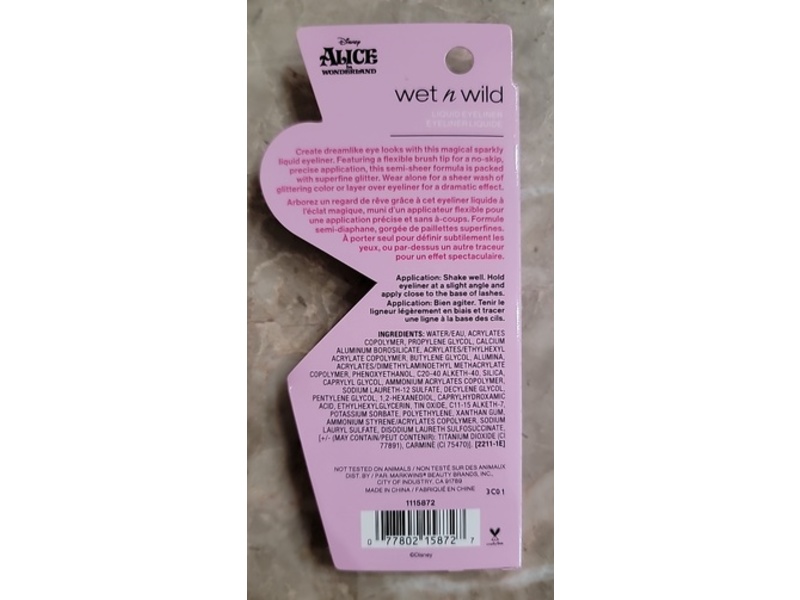 Disney
ALICE
IN
WONDERLAND
wet n wild
LIQUID EYELINER
EYELINER LIQUIDE
Create dreamlike eye looks with this magical sparkly
liquid eyeliner. Featuring a flexible brush tip for a no-skip,
precise application, this semi-sheer formula is packed
with superfine glitter. Wear alone for a sheer wash of
glittering color or layer over eyeliner for a dramatic effect.
Arborez un regard de rêve grâce à cet eyeliner liquide à
l'éclat magique, muni d'un applicateur flexible pour
une application précise et sans à-coups. Formule
semi-diaphane, gorgée de paillettes superfines.
À porter seul pour définir subtilement les
yeux, ou par-dessus un autre traceur
pour un effet spectaculaire.
Application: Shake well. Hold
eyeliner at a slight angle and
apply close to the base of lashes.
Application: Bien agiter. Tenir le
ligneur légèrement en biais et tracer
une ligne à la base des cils.
INGREDIENTS: WATER/EAU, ACRYLATES
COPOLYMER, PROPYLENE GLYCOL, CALCIUM
ALUMINUM BOROSILICATE, ACRYLATES/ETHYLHEXYL
ACRYLATE COPOLYMER, BUTYLENE GLYCOL, ALUMINA,
ACRYLATES/DIMETHYLAMINOETHYL METHACRYLATE
COPOLYMER, PHENOXYETHANOL, C20-40 ALKETH-40, SILICA,
CAPRYLYL GLYCOL, AMMONIUM ACRYLATES COPOLYMER,
SODIUM LAURETH-12 SULFATE, DECYLENE GLYCOL,
PENTYLENE GLYCOL, 1,2-HEXANEDIOL, CAPRYLHYDROXAMIC
ACID, ETHYLHEXYLGLYCERIN, TIN OXIDE, C11-15 ALKETH-7,
POTASSIUM SORBATE, POLYETHYLENE, XANTHAN GUM,
AMMONIUM STYRENE/ACRYLATES COPOLYMER, SODIUM
LAURYL SULFATE, DISODIUM LAURETH SULFOSUCCINATE,
[+/- (MAY CONTAIN/PEUT CONTENIR): TITANIUM DIOXIDE (CI
77891), CARMINE (CI 75470)]. [2211-1E]
NOT TESTED ON ANIMALS / NON TESTÉ SUR DES ANIMAUX
DIST. BY / PAR: MARKWINS® BEAUTY BRANDS, INC.,
CITY OF INDUSTRY, CA 91789
MADE IN CHINA / FABRIQUÉ EN CHINE
3C01
1115872
0 77802 15872 7
©Disney